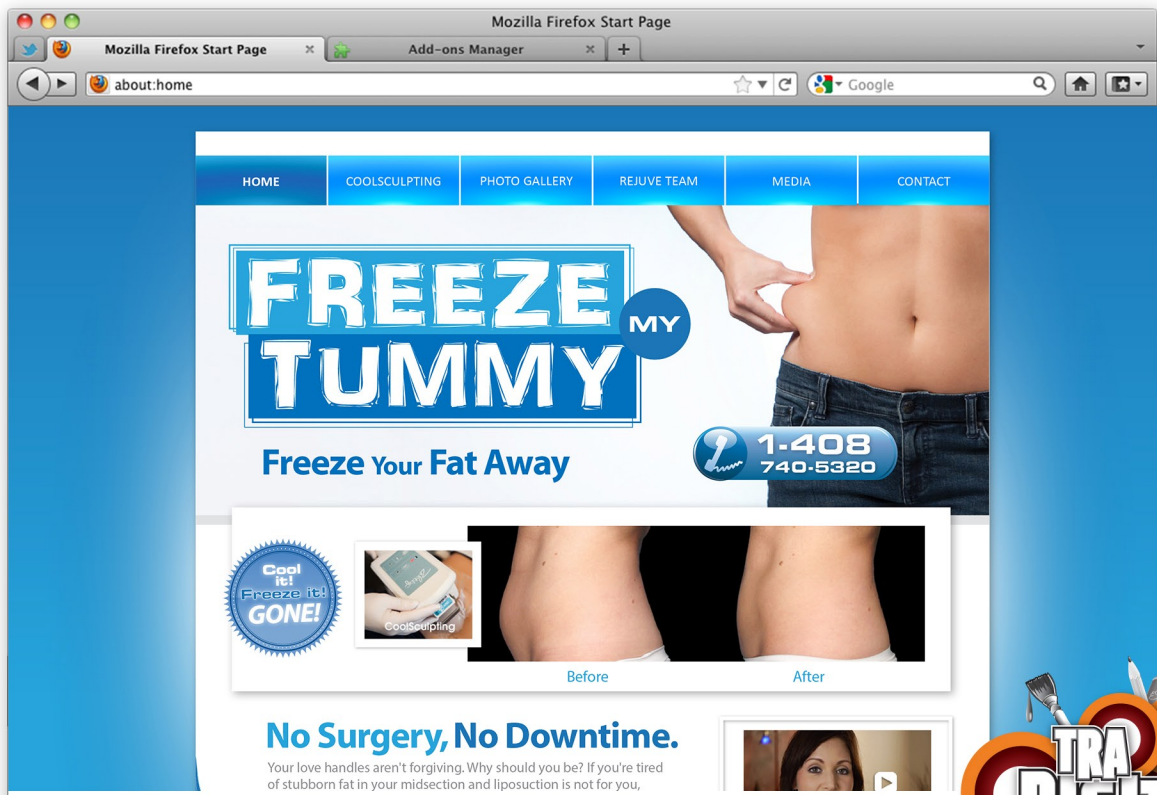 Mozilla Firefox Start Page
Mozilla Firefox Start Page
Add-ons Manager
about:home
Google
HOME
COOLSCULPTING
PHOTO GALLERY
REJUVE TEAM
MEDIA
CONTACT
FREEZE
MY
TUMMY
Freeze Your Fat Away
1-408
740-5320
Cool
it!
Freeze it!
GONE!
CoolSculpting
Before
After
No Surgery, No Downtime.
Your love handles aren't forgiving. Why should you be? If you're tired
of stubborn fat in your midsection and liposuction is not for you,
TRA